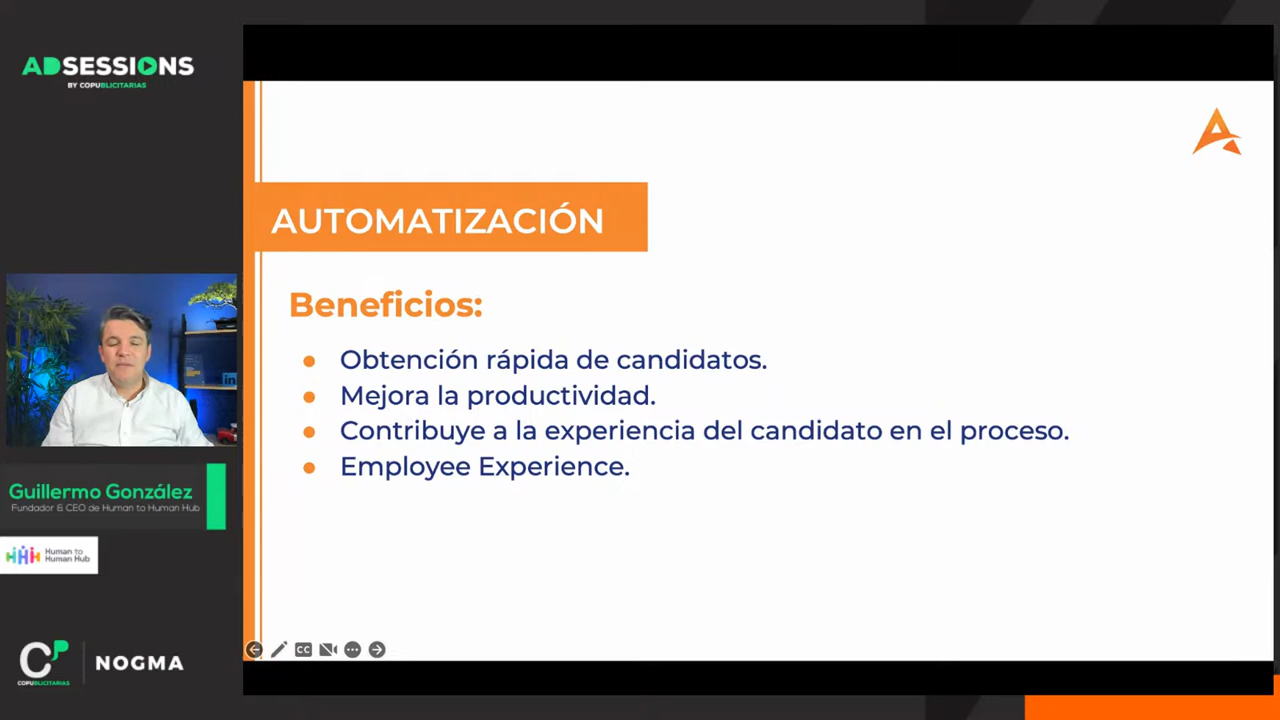 ADSESSIONS
BY COPUBLICITARIAS
AUTOMATIZACIÓN
Beneficios:
Obtención rápida de candidatos.
Mejora la productividad.
Contribuye a la experiencia del candidato en el proceso.
Employee Experience.
Guillermo González
Fundador & CEO de Human to Human Hub
Human to
Human Hub
CC
COPUBLICITARIAS
NOGMA